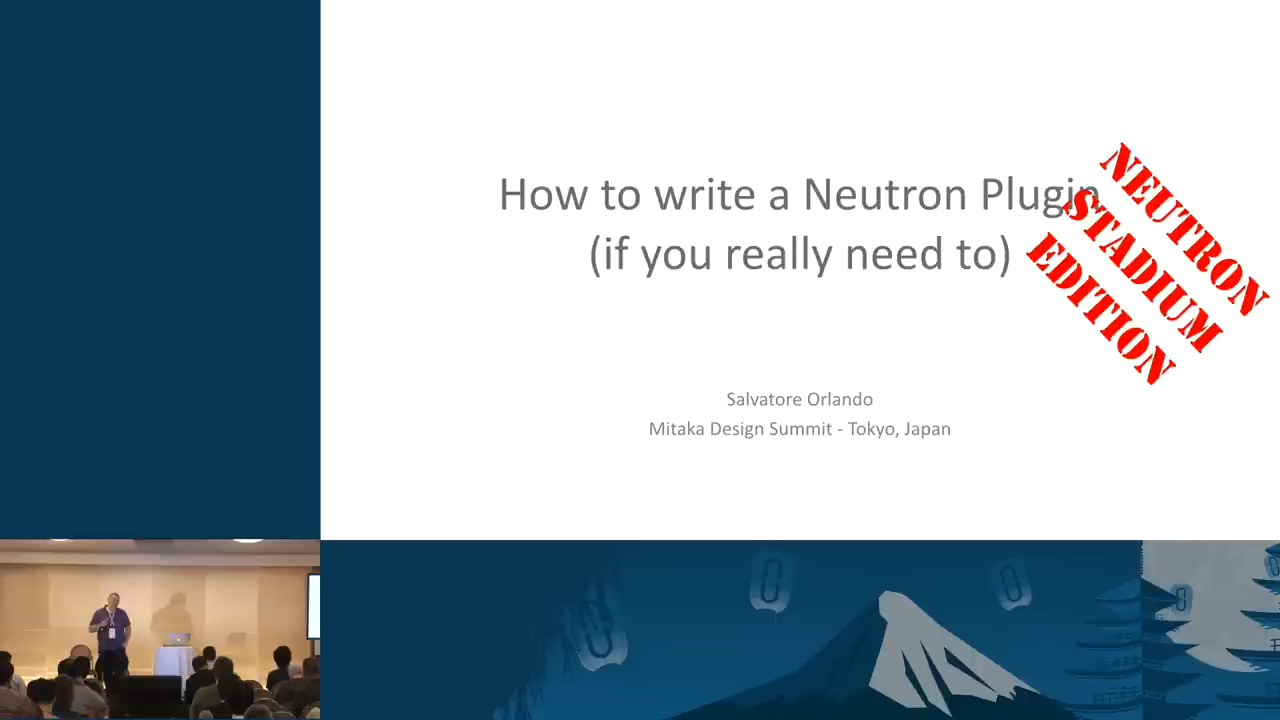 How to write a Neutron Plugin
(if you really need to)
NEUTRON
STADIUM
EDITION
Salvatore Orlando
Mitaka Design Summit - Tokyo, Japan